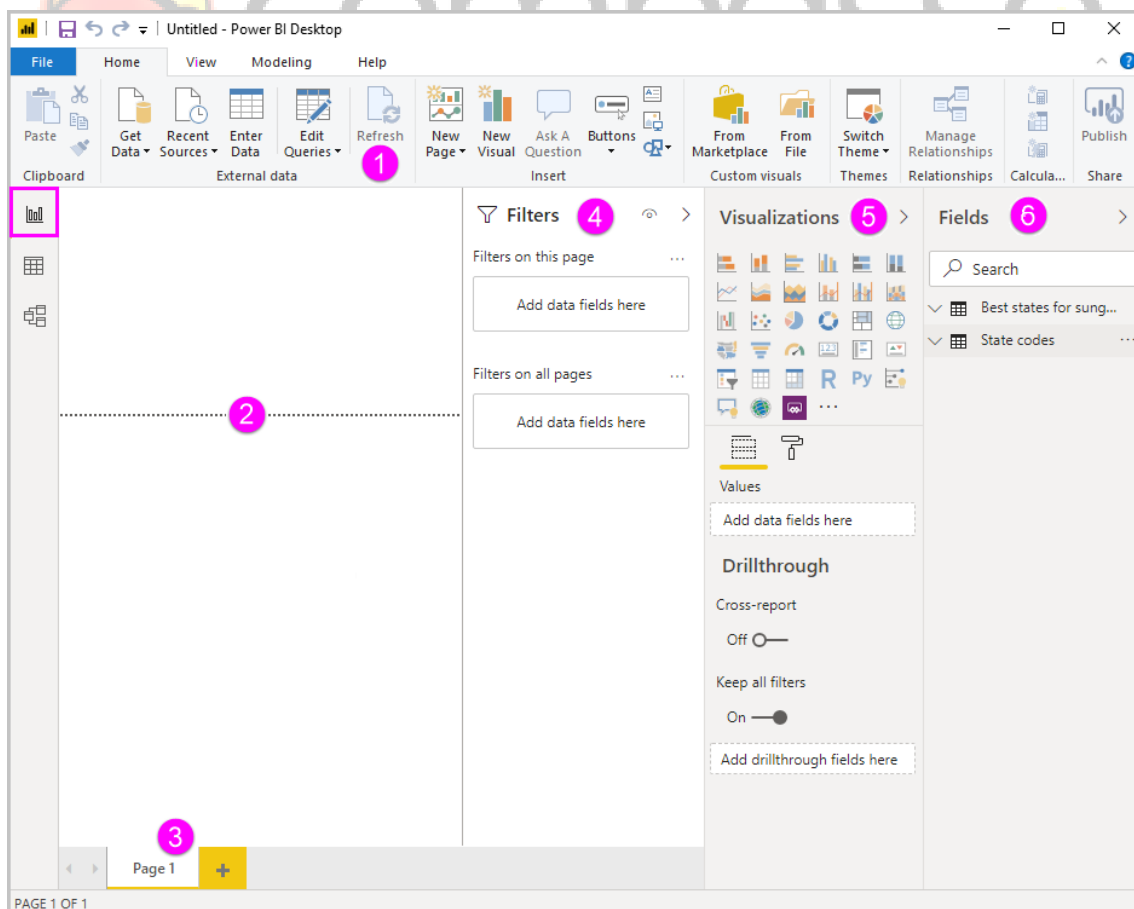 Untitled - Power BI Desktop
File Home View Modeling Help
Paste Get Data Recent Sources Enter Data Edit Queries Refresh New Page New Visual Ask A Question Buttons From Marketplace From File Switch Theme Manage Relationships Publish
1
Clipboard External data Insert Custom visuals Themes Relationships Calcula... Share
Filters 4 Visualizations 5 Fields 6
Filters on this page ...
Search
Add data fields here
Best states for sung...
State codes ...
123
Filters on all pages ...
R Py
2
Add data fields here
...
Values
Add data fields here
Drillthrough
Cross-report
Off
Keep all filters
On
Add drillthrough fields here
3
Page 1 +
PAGE 1 OF 1